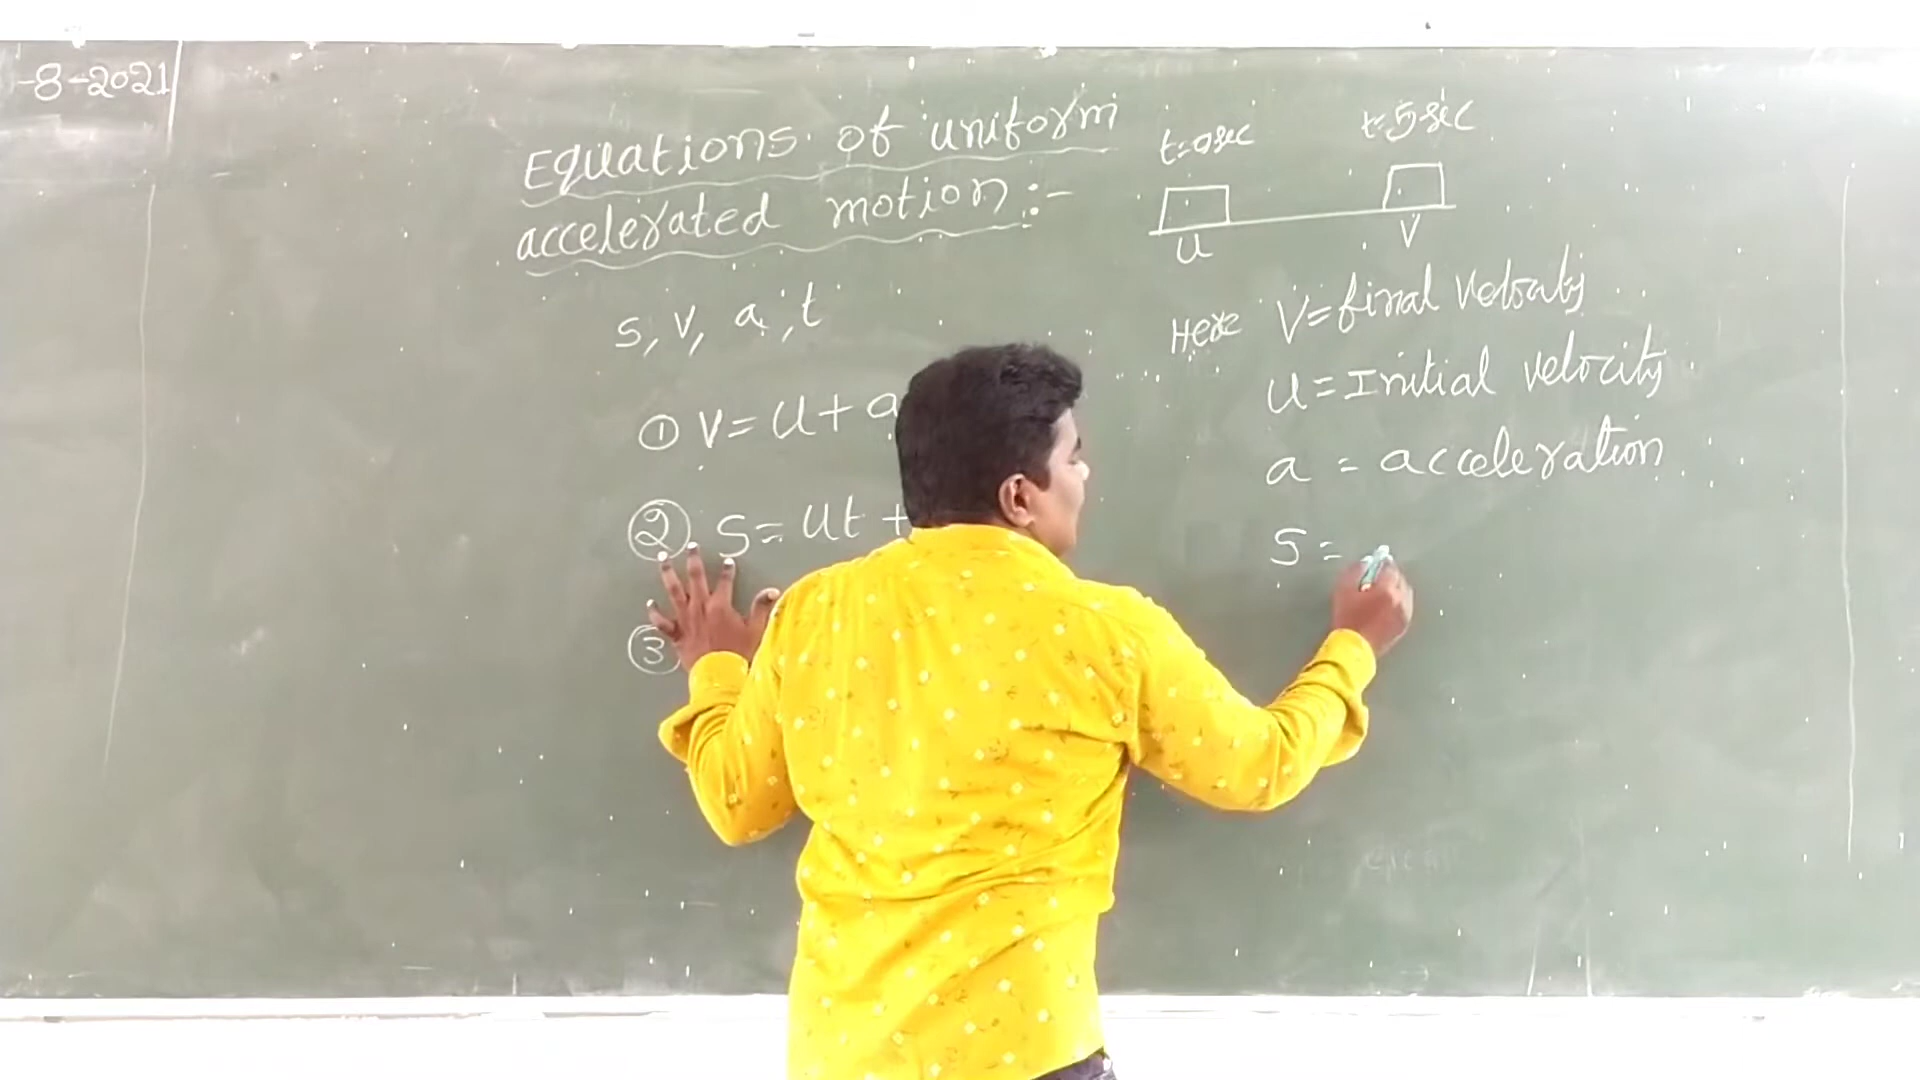 -8-2021
Equations of uniform
accelerated motion :-
s, v, a, t
① v = u + a
② s = ut +
③
t=0sec t=5sec
u v
Here V = final velocity
u = Initial velocity
a = acceleration
s =